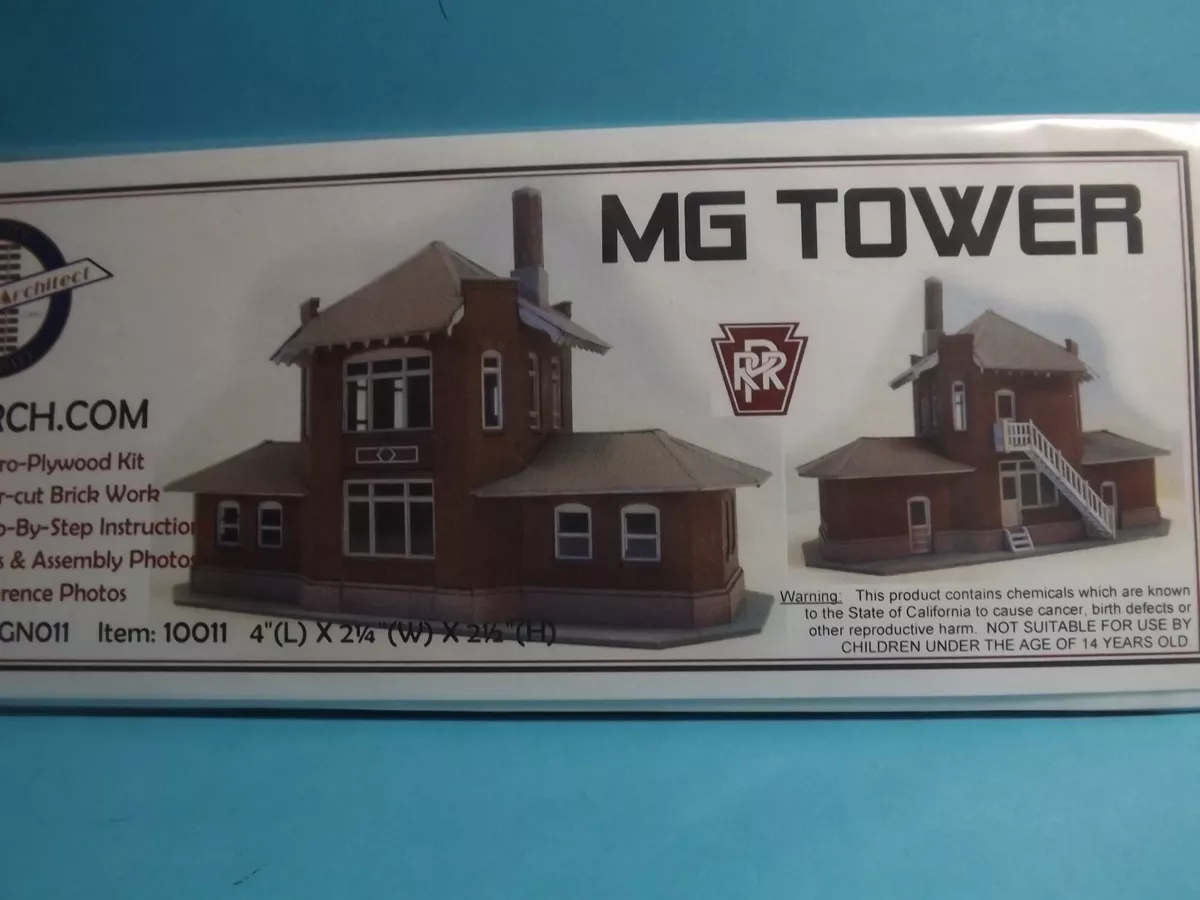 MG TOWER
Architect
PRR
RCH.COM
ro-Plywood Kit
r-cut Brick Work
p-By-Step Instruction
s & Assembly Photos
rence Photos
GN011 Item: 10011 4"(L) X 2¼"(W) X 2½"(H)
Warning: This product contains chemicals which are known
to the State of California to cause cancer, birth defects or
other reproductive harm. NOT SUITABLE FOR USE BY
CHILDREN UNDER THE AGE OF 14 YEARS OLD.